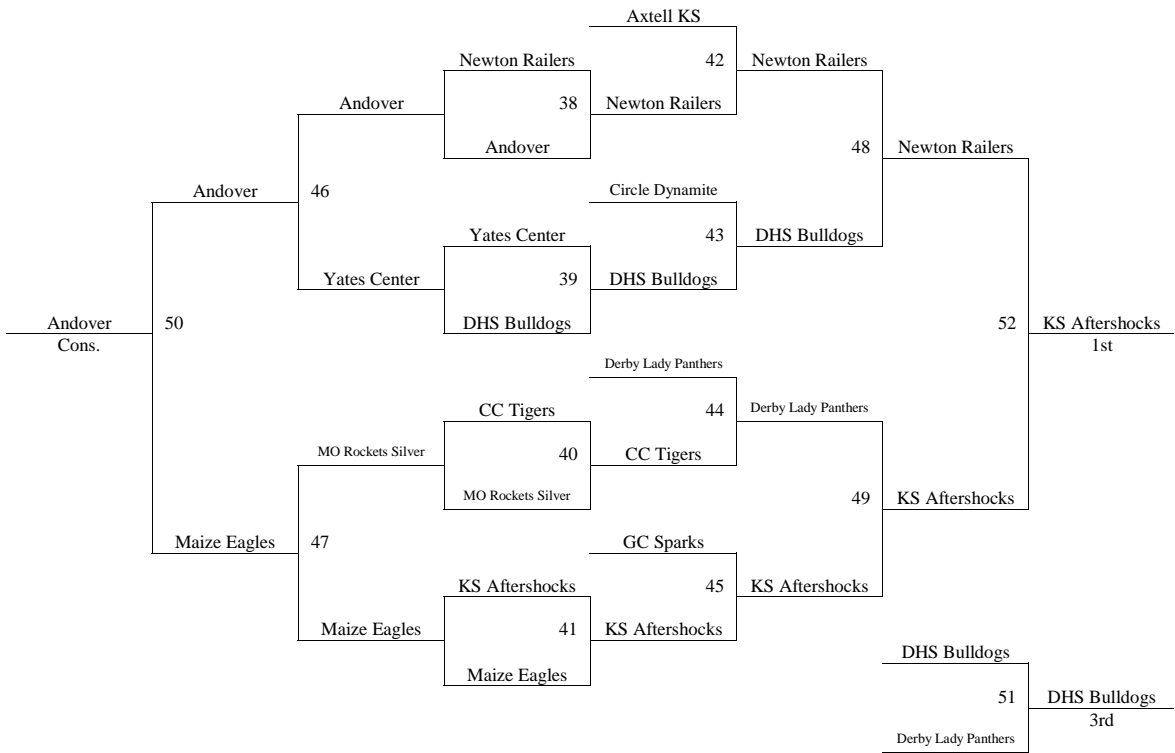 Axtell KS
Newton Railers 42 Newton Railers
Andover 38 Newton Railers
Andover 48 Newton Railers
Andover 46 Circle Dynamite
Yates Center 43 DHS Bulldogs
Yates Center 39 DHS Bulldogs
Andover 50 DHS Bulldogs 52 KS Aftershocks
Cons. 1st
Derby Lady Panthers
CC Tigers 44 Derby Lady Panthers
MO Rockets Silver 40 CC Tigers
MO Rockets Silver 49 KS Aftershocks
Maize Eagles 47 GC Sparks
KS Aftershocks 45 KS Aftershocks
Maize Eagles 41 KS Aftershocks
DHS Bulldogs
Maize Eagles
51 DHS Bulldogs
3rd
Derby Lady Panthers